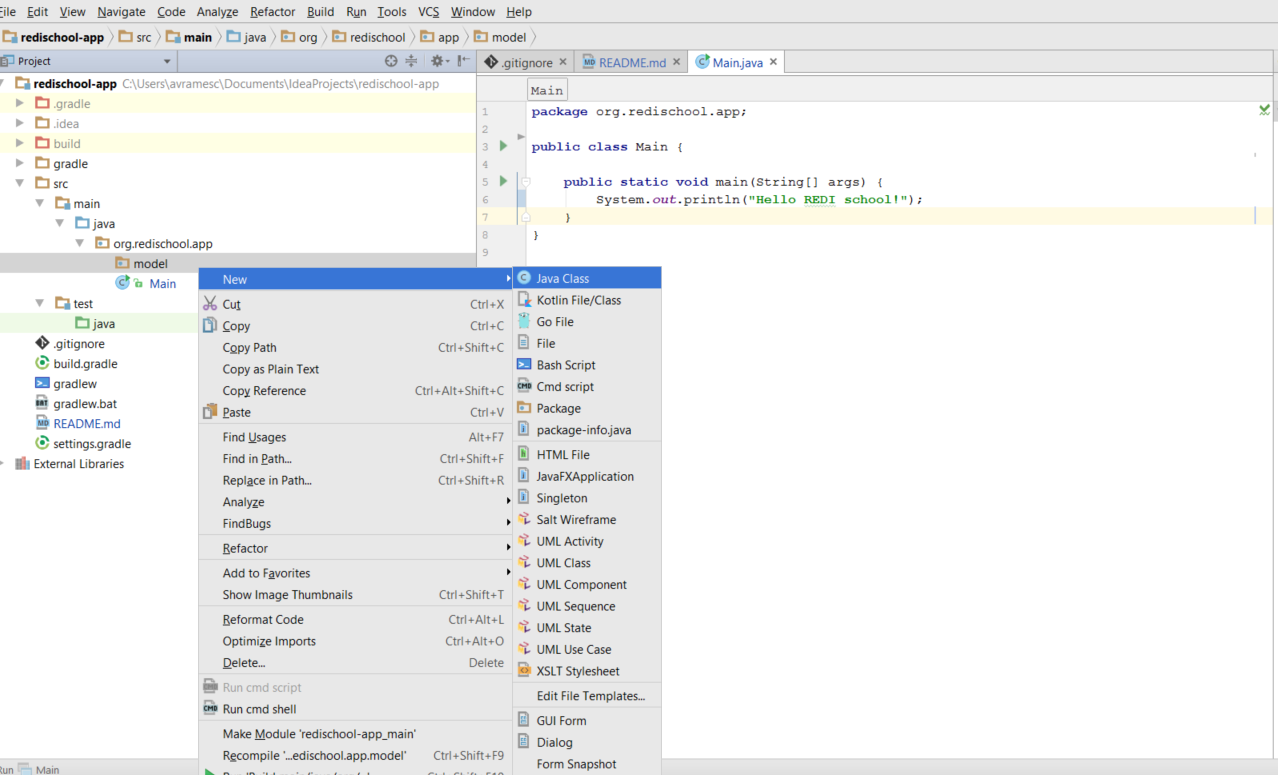 File Edit View Navigate Code Analyze Refactor Build Run Tools VCS Window Help
redischool-app src main java org redischool app model
Project
.gitignore README.md Main.java
redischool-app C:\Users\avramesc\Documents\IdeaProjects\redischool-app
.gradle
.idea
build
gradle
src
main
java
org.redischool.app
model
Main
test
java
.gitignore
build.gradle
gradlew
gradlew.bat
README.md
settings.gradle
External Libraries
Main
1 package org.redischool.app;
2
3 public class Main {
4
5 public static void main(String[] args) {
6 System.out.println("Hello REDI school!");
7 }
8 }
9
New
Cut Ctrl+X
Copy Ctrl+C
Copy Path Ctrl+Shift+C
Copy as Plain Text
Copy Reference Ctrl+Alt+Shift+C
Paste Ctrl+V
Find Usages Alt+F7
Find in Path... Ctrl+Shift+F
Replace in Path... Ctrl+Shift+R
Analyze
FindBugs
Refactor
Add to Favorites
Show Image Thumbnails Ctrl+Shift+T
Reformat Code Ctrl+Alt+L
Optimize Imports Ctrl+Alt+O
Delete... Delete
Run cmd script
Run cmd shell
Make Module 'redischool-app_main'
Recompile '...edischool.app.model' Ctrl+Shift+F9
Java Class
Kotlin File/Class
Go File
File
Bash Script
Cmd script
Package
package-info.java
HTML File
JavaFXApplication
Singleton
Salt Wireframe
UML Activity
UML Class
UML Component
UML Sequence
UML State
UML Use Case
XSLT Stylesheet
Edit File Templates...
GUI Form
Dialog
Form Snapshot
Run Main